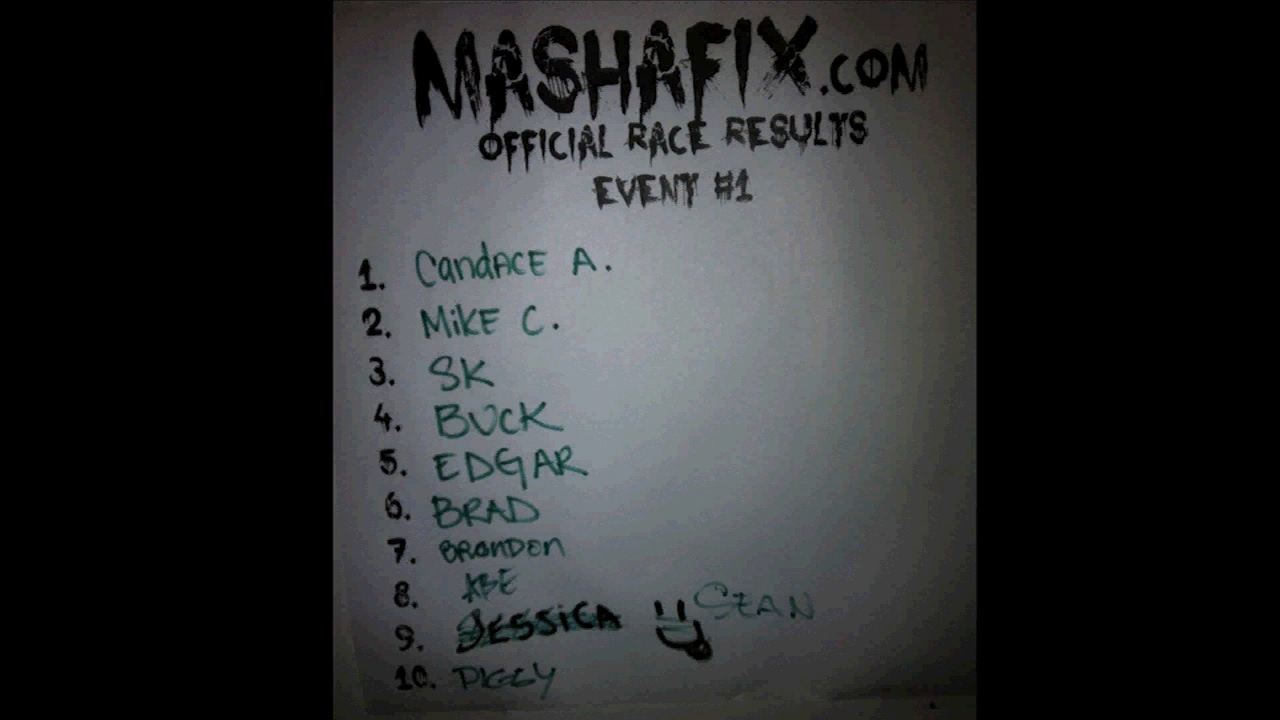 MASHAFIX.COM
OFFICIAL RACE RESULTS
EVENT #1
1. CandACE A.
2. MikE C.
3. SK
4. BUCK
5. EDGAR
6. BRAD
7. BRANDEN
8. ABE
9. JESSiCA SEAN
10. PIGGY